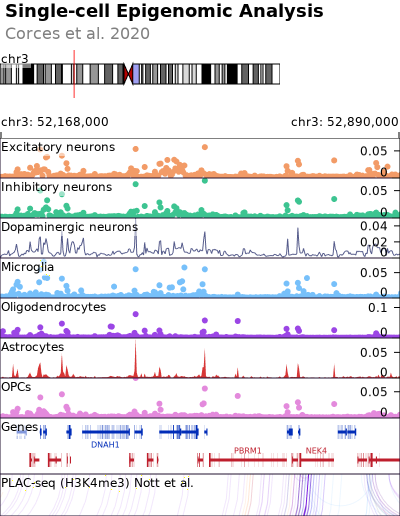 Single-cell Epigenomic Analysis
Corces et al. 2020
chr3
chr3: 52,168,000 chr3: 52,890,000
Excitatory neurons 0.05
0
Inhibitory neurons 0.05
0
Dopaminergic neurons 0.04
0.02
0
Microglia 0.05
0
Oligodendrocytes 0.1
0
Astrocytes 0.05
0
OPCs 0.05
0
Genes
DNAH1
PBRM1 NEK4
PLAC-seq (H3K4me3) Nott et al.